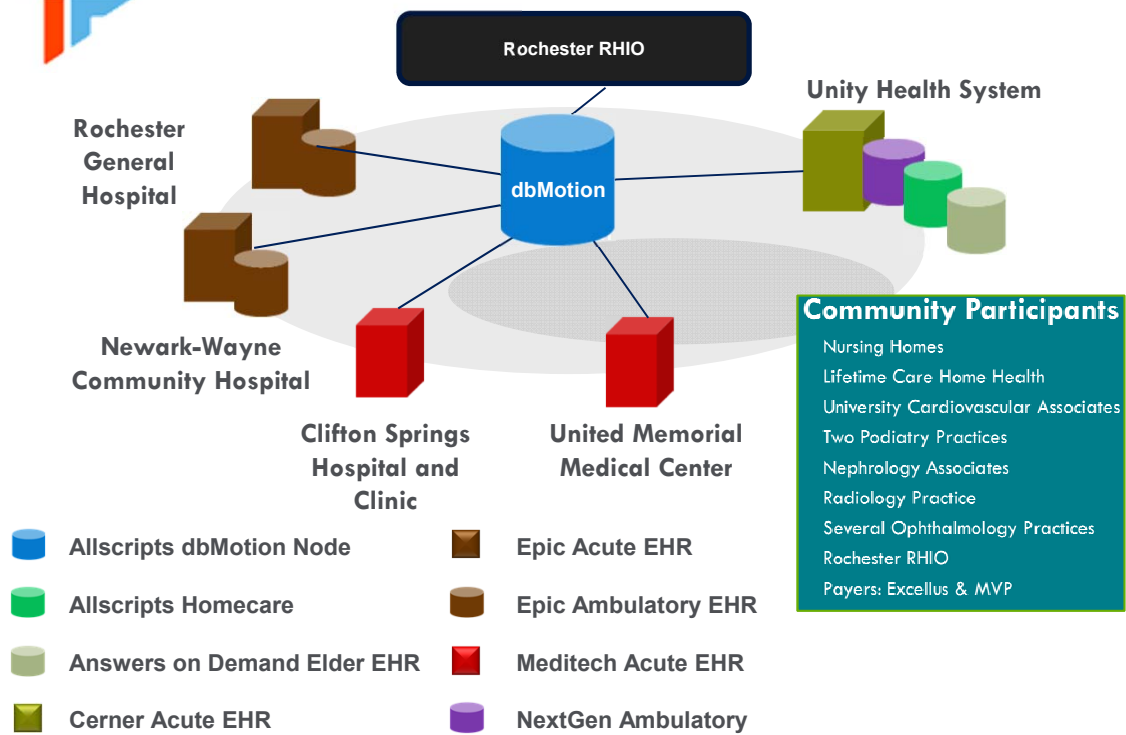 Rochester RHIO
Unity Health System
Rochester
General
Hospital
dbMotion
Newark-Wayne
Community Hospital
Clifton Springs
Hospital and
Clinic
United Memorial
Medical Center
Community Participants
Nursing Homes
Lifetime Care Home Health
University Cardiovascular Associates
Two Podiatry Practices
Nephrology Associates
Radiology Practice
Several Ophthalmology Practices
Rochester RHIO
Payers: Excellus & MVP
Allscripts dbMotion Node
Allscripts Homecare
Answers on Demand Elder EHR
Cerner Acute EHR
Epic Acute EHR
Epic Ambulatory EHR
Meditech Acute EHR
NextGen Ambulatory